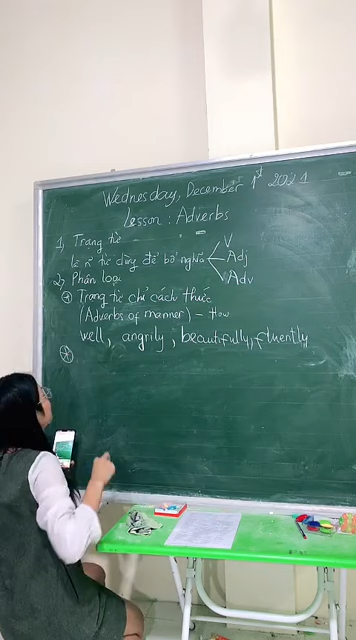 Wednesday, December 1st 2021
Lesson : Adverbs
1, Trạng từ
là n~ từ dùng để bổ nghĩa
V
Adj
Adv
2, Phân loại
Trạng từ chỉ cách thức
(Adverbs of manner) – How
well, angrily, beautifully, fluently